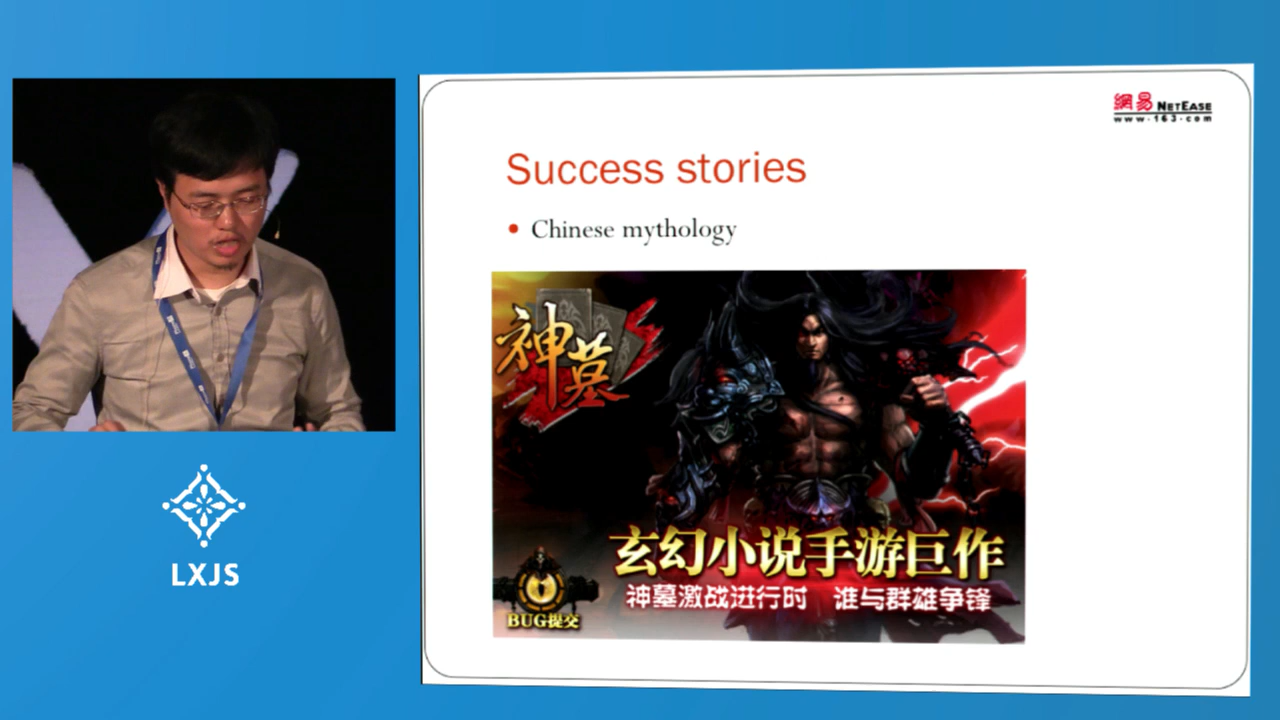 網易 NETEASE
www.163.com
Success stories
• Chinese mythology
神墓
玄幻小说手游巨作
神墓激战进行时 谁与群雄争锋
BUG提交
LXJS